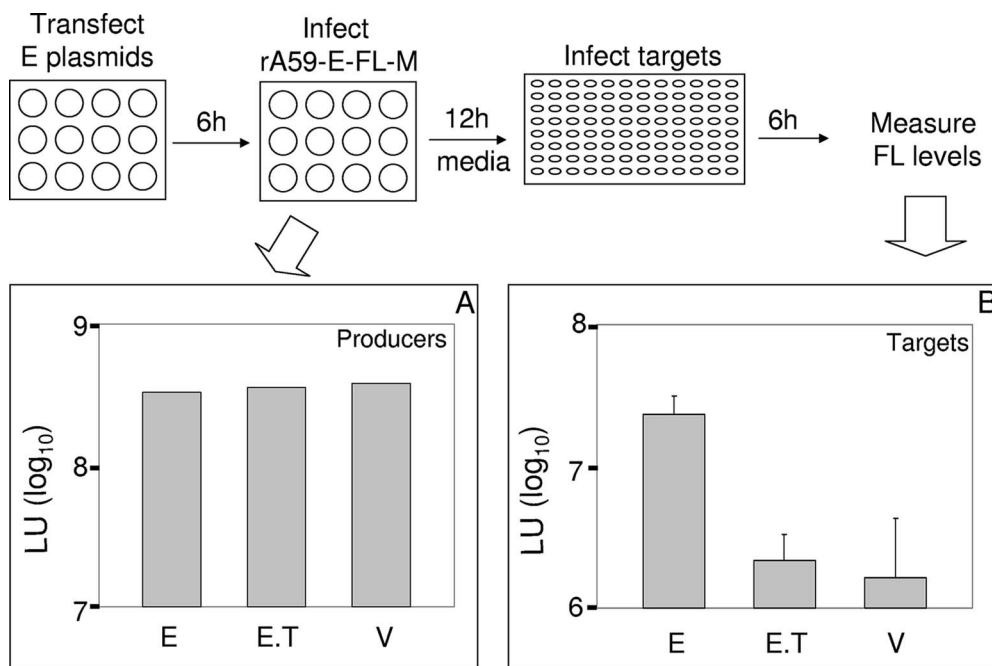 Transfect
E plasmids
6h
Infect
rA59-E-FL-M
12h
media
Infect targets
6h
Measure
FL levels
A
Producers
LU (log10)
9
8
7
E E.T V
B
Targets
LU (log10)
8
7
6
E E.T V